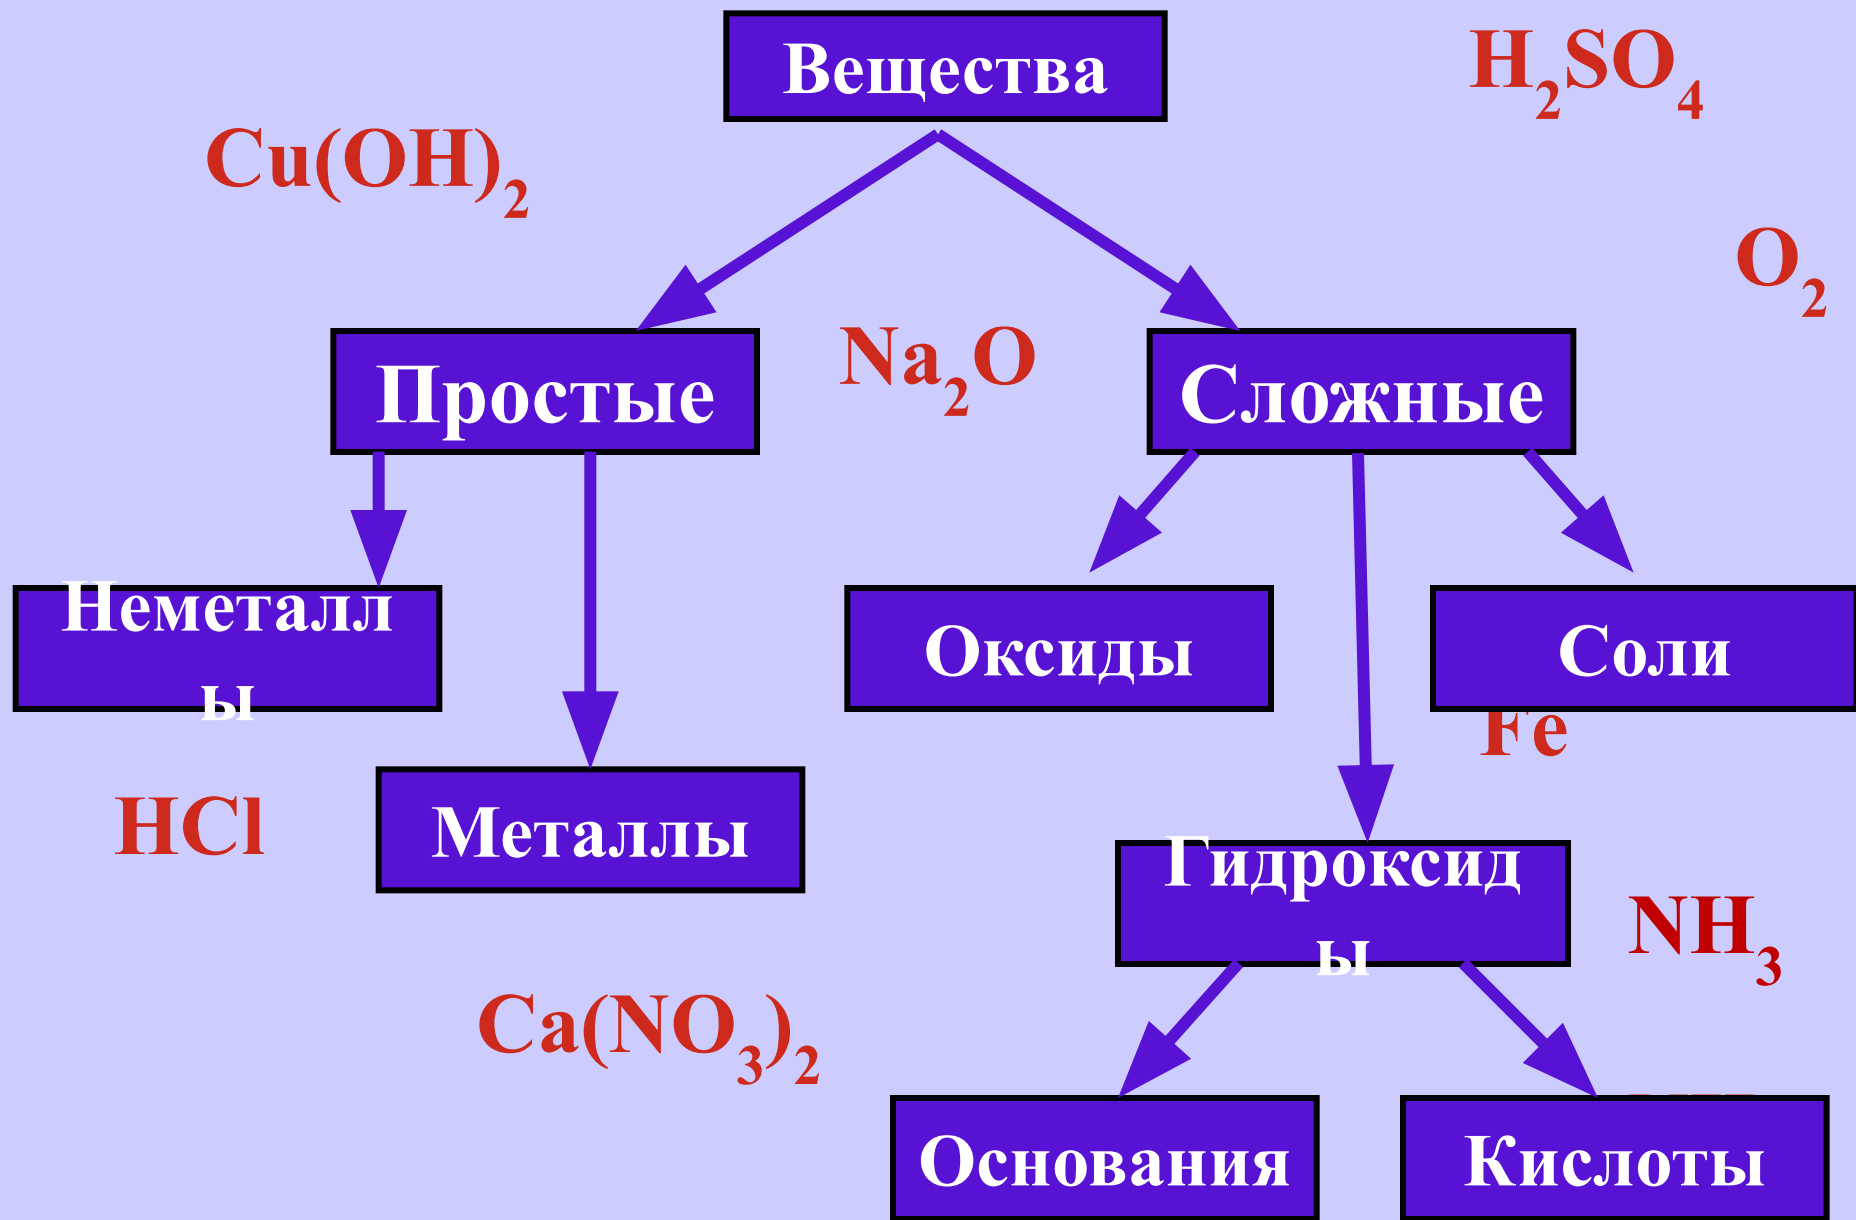 Вещества
H₂SO₄
Cu(OH)₂
O₂
Na₂O
Простые
Сложные
Неметалл
ы
Оксиды
Соли
Fe
HCl
Металлы
Гидроксид
ы
NH₃
Ca(NO₃)₂
Основания
Кислоты